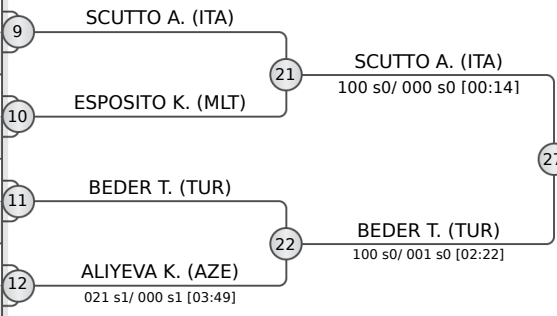 SCUTTO A. (ITA)
9
SCUTTO A. (ITA)
21
100 s0/ 000 s0 [00:14]
ESPOSITO K. (MLT)
10
27
BEDER T. (TUR)
11
BEDER T. (TUR)
22
100 s0/ 001 s0 [02:22]
ALIYEVA K. (AZE)
12
021 s1/ 000 s1 [03:49]